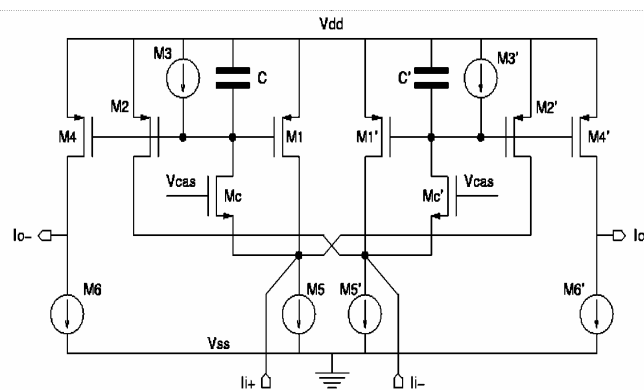 Vdd
M3 C C' M3'
M4 M2 M1 M1' M2' M4'
Vcas Mc Mc' Vcas
Io- Io
M6 M5 M5' M6'
Vss
Ii+ Ii-